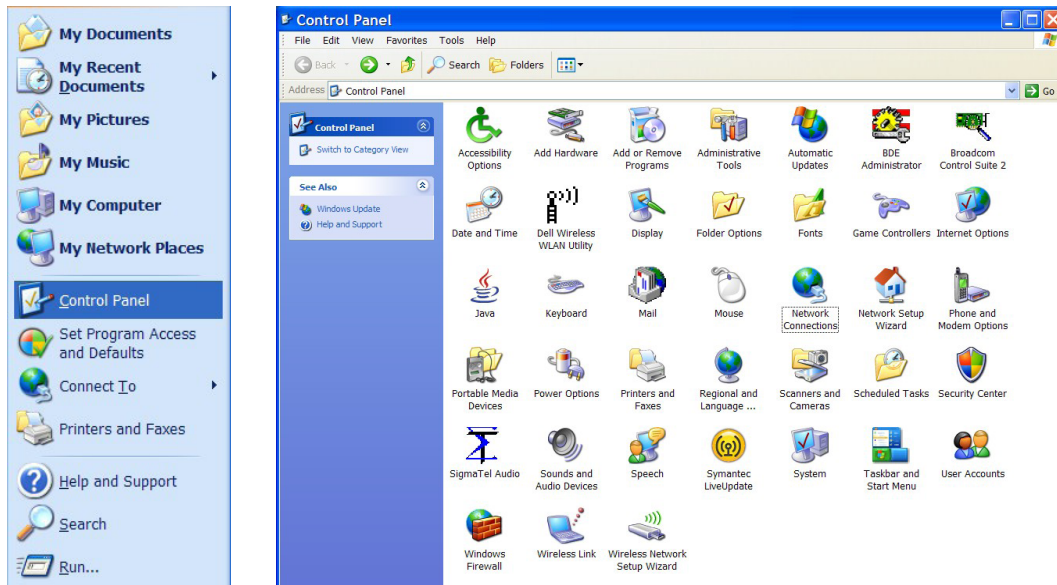 My Documents
My Recent
Documents
My Pictures
My Music
My Computer
My Network Places
Control Panel
Set Program Access
and Defaults
Connect To
Printers and Faxes
Help and Support
Search
Run...
Control Panel
File Edit View Favorites Tools Help
Back Search Folders
Address Control Panel Go
Control Panel
Switch to Category View
See Also
Windows Update
Help and Support
Accessibility
Options
Add Hardware
Add or Remove
Programs
Administrative
Tools
Automatic
Updates
BDE
Administrator
Broadcom
Control Suite 2
Date and Time
Dell Wireless
WLAN Utility
Display
Folder Options
Fonts
Game Controllers
Internet Options
Java
Keyboard
Mail
Mouse
Network
Connections
Network Setup
Wizard
Phone and
Modem Options
Portable Media
Devices
Power Options
Printers and
Faxes
Regional and
Language ...
Scanners and
Cameras
Scheduled Tasks
Security Center
SigmaTel Audio
Sounds and
Audio Devices
Speech
Symantec
LiveUpdate
System
Taskbar and
Start Menu
User Accounts
Windows
Firewall
Wireless Link
Wireless Network
Setup Wizard